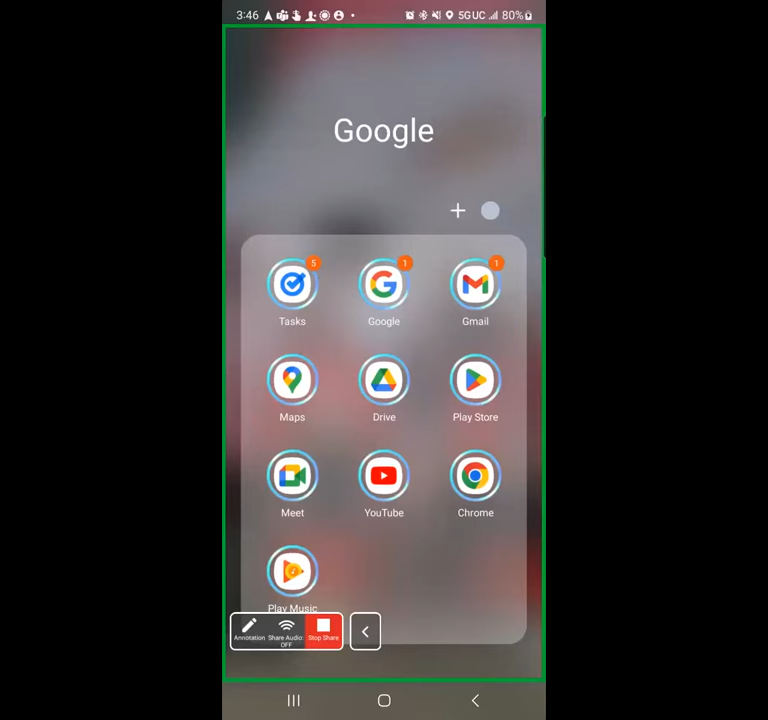 3:46 5GUC 80%
Google
5 1 1
Tasks Google Gmail
Maps Drive Play Store
Meet YouTube Chrome
Play Music
Annotation Share Audio: OFF Stop Share